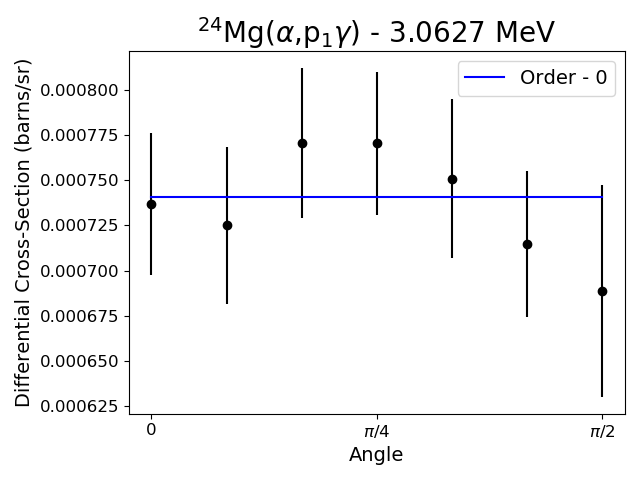 ²⁴Mg(α,p₁γ) - 3.0627 MeV
Order - 0
Differential Cross-Section (barns/sr)
0.000800
0.000775
0.000750
0.000725
0.000700
0.000675
0.000650
0.000625
0 π/4 π/2
Angle